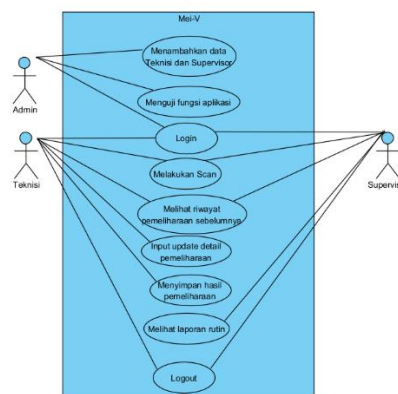 Mei-V
Menambahkan data
Teknisi dan Supervisor
Menguji fungsi aplikasi
Admin
Login
Teknisi
Supervis
Melakukan Scan
Melihat riwayat
pemeliharaan sebelumnya
Input update detail
pemeliharaan
Menyimpan hasil
pemeliharaan
Melihat laporan rutin
Logout